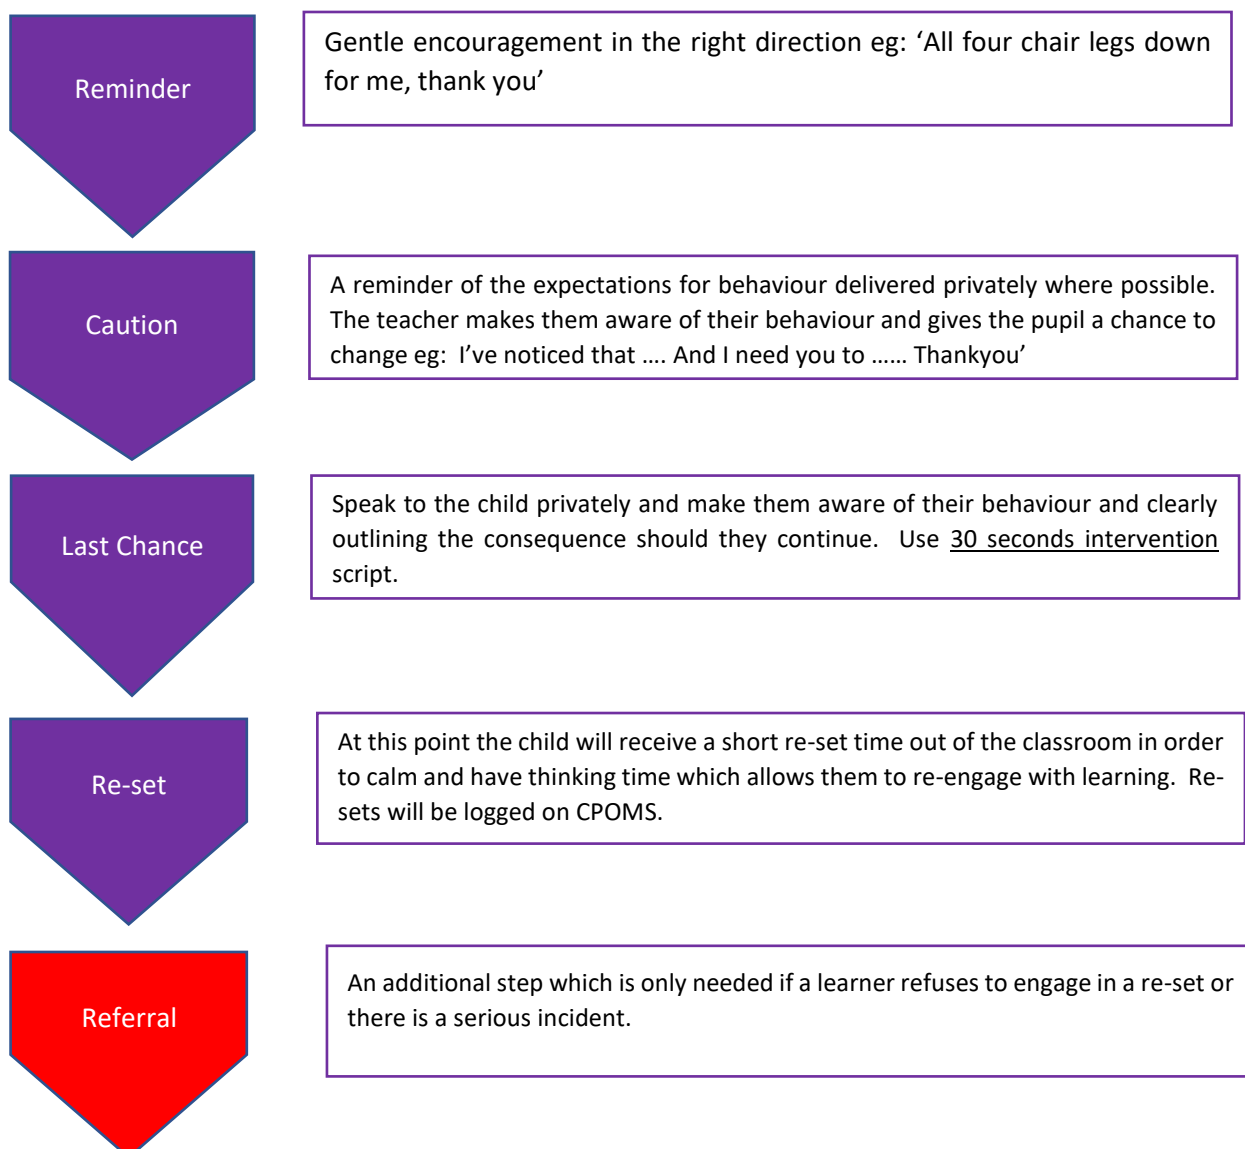 Reminder
Gentle encouragement in the right direction eg: ‘All four chair legs down
for me, thank you’
Caution
A reminder of the expectations for behaviour delivered privately where possible.
The teacher makes them aware of their behaviour and gives the pupil a chance to
change eg:  I’ve noticed that …. And I need you to …… Thankyou’
Last Chance
Speak to the child privately and make them aware of their behaviour and clearly
outlining the consequence should they continue.  Use 30 seconds intervention
script.
Re-set
At this point the child will receive a short re-set time out of the classroom in order
to calm and have thinking time which allows them to re-engage with learning.  Re-
sets will be logged on CPOMS.
Referral
An additional step which is only needed if a learner refuses to engage in a re-set or
there is a serious incident.